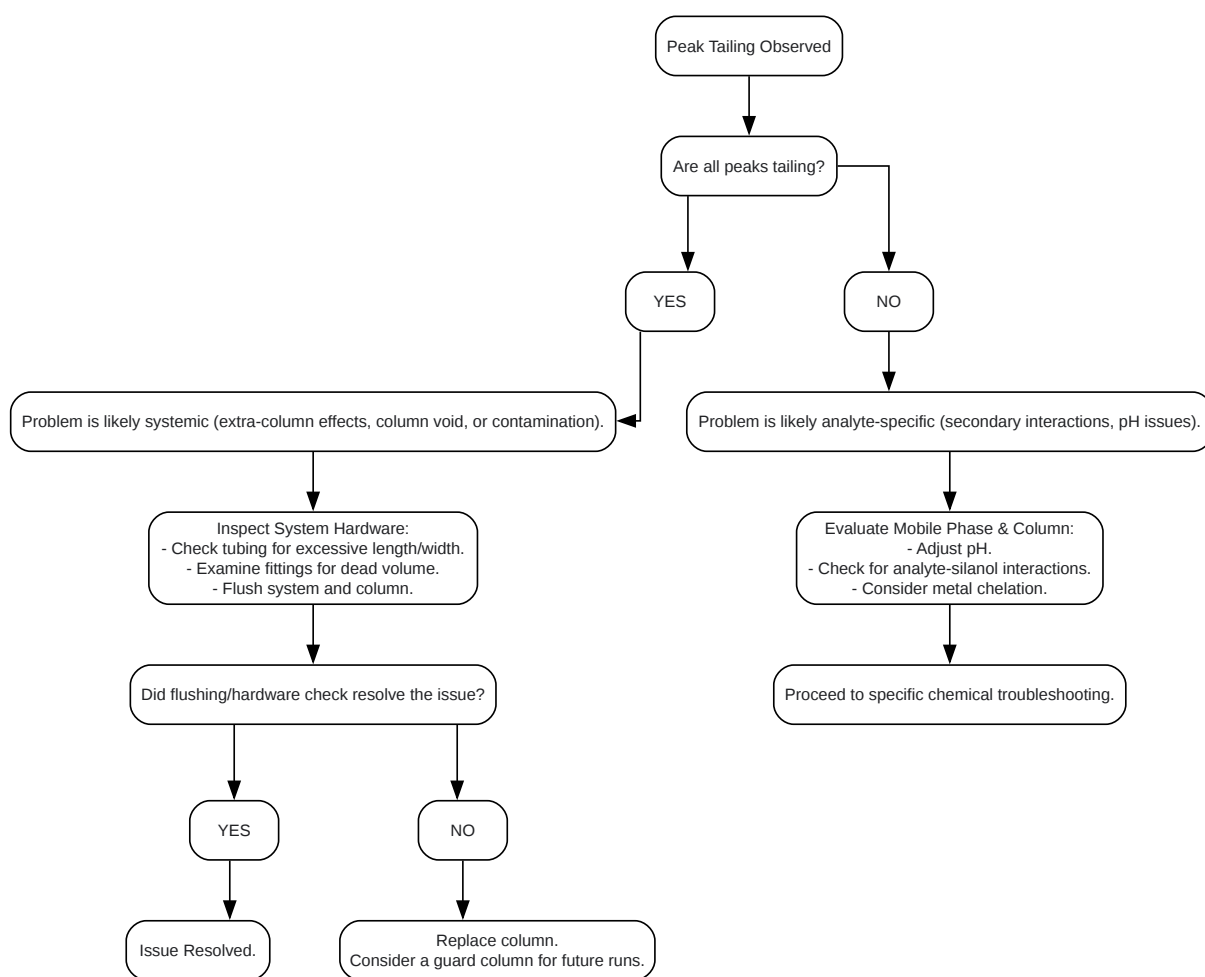 Peak Tailing Observed
Are all peaks tailing?
YES
NO
Problem is likely systemic (extra-column effects, column void, or contamination).
Problem is likely analyte-specific (secondary interactions, pH issues).
Inspect System Hardware:
- Check tubing for excessive length/width.
- Examine fittings for dead volume.
- Flush system and column.
Evaluate Mobile Phase & Column:
- Adjust pH.
- Check for analyte-silanol interactions.
- Consider metal chelation.
Did flushing/hardware check resolve the issue?
Proceed to specific chemical troubleshooting.
YES
NO
Issue Resolved.
Replace column.
Consider a guard column for future runs.